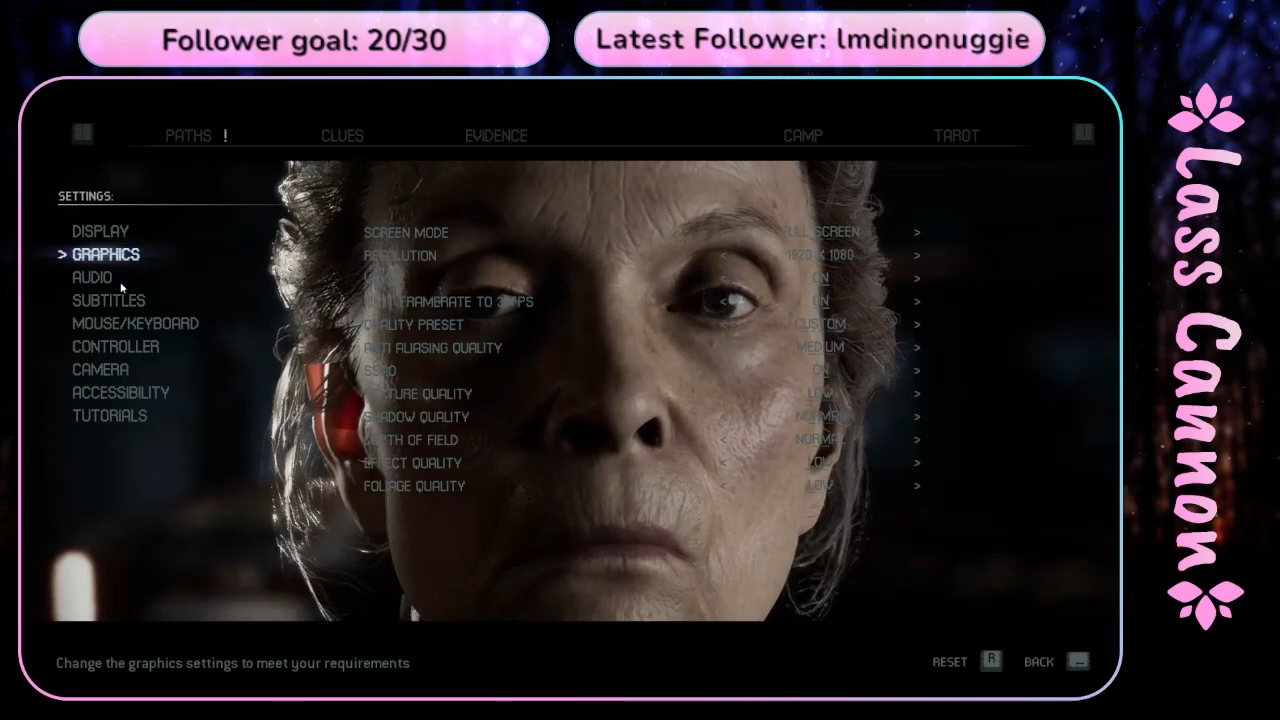 Follower goal: 20/30
Latest Follower: lmdinonuggie
PATHS !
CLUES
EVIDENCE
CAMP
TAROT
SETTINGS:
DISPLAY
> GRAPHICS
AUDIO
SUBTITLES
MOUSE/KEYBOARD
CONTROLLER
CAMERA
ACCESSIBILITY
TUTORIALS
SCREEN MODE FULL SCREEN >
RESOLUTION < 1920 X 1080 >
ON >
FRAMERATE TO FPS < ON >
QUALITY PRESET CUSTOM >
ANTI ALIASING QUALITY MEDIUM >
SSAO ON >
TEXTURE QUALITY LOW >
SHADOW QUALITY NORMAL >
DEPTH OF FIELD < NORMAL >
EFFECT QUALITY < LOW >
FOLIAGE QUALITY < LOW >
Change the graphics settings to meet your requirements
RESET R BACK
Lass Cannon